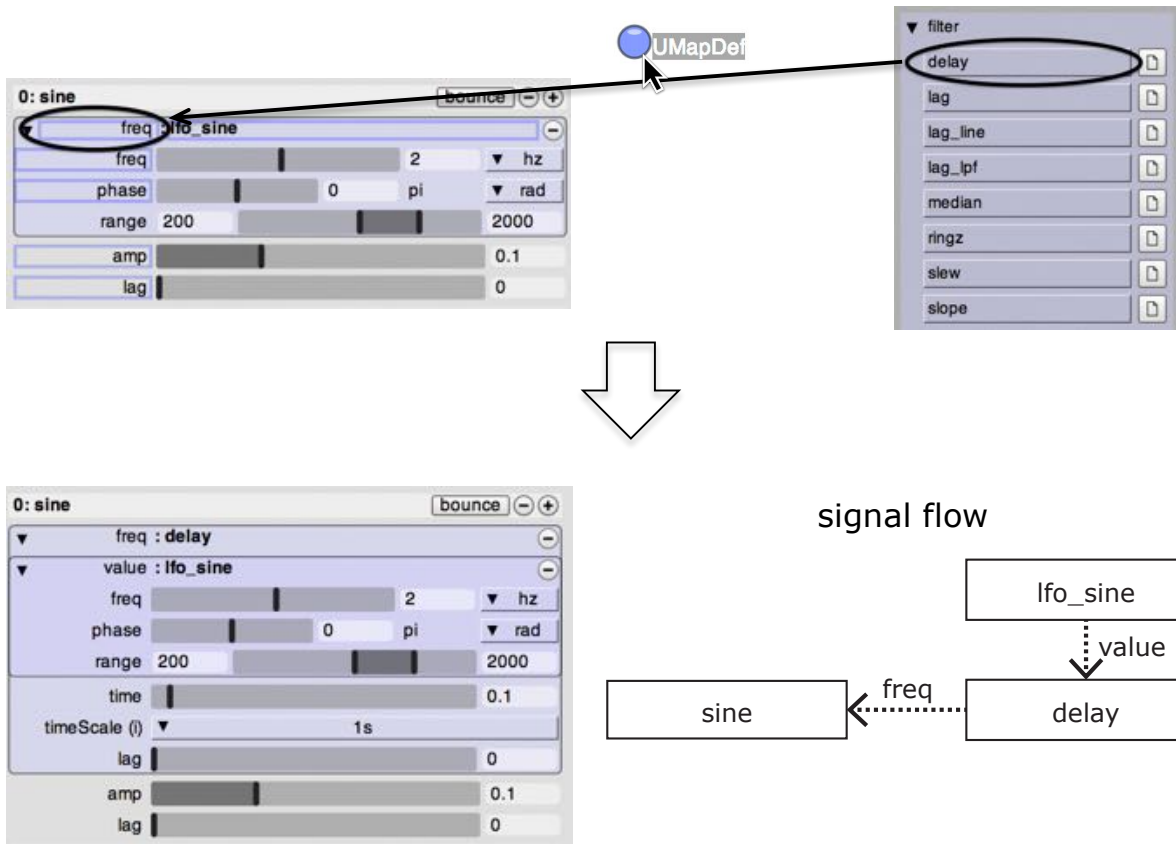 UMapDef
▼ filter
delay
lag
lag_line
lag_lpf
median
ringz
slew
slope
0: sine bounce − +
▼ freq : lfo_sine −
freq 2 ▼ hz
phase 0 pi ▼ rad
range 200 2000
amp 0.1
lag 0
0: sine bounce − +
▼ freq : delay −
▼ value : lfo_sine −
freq 2 ▼ hz
phase 0 pi ▼ rad
range 200 2000
time 0.1
timeScale (i) ▼ 1s
lag 0
amp 0.1
lag 0
signal flow
lfo_sine
value
freq
sine
delay